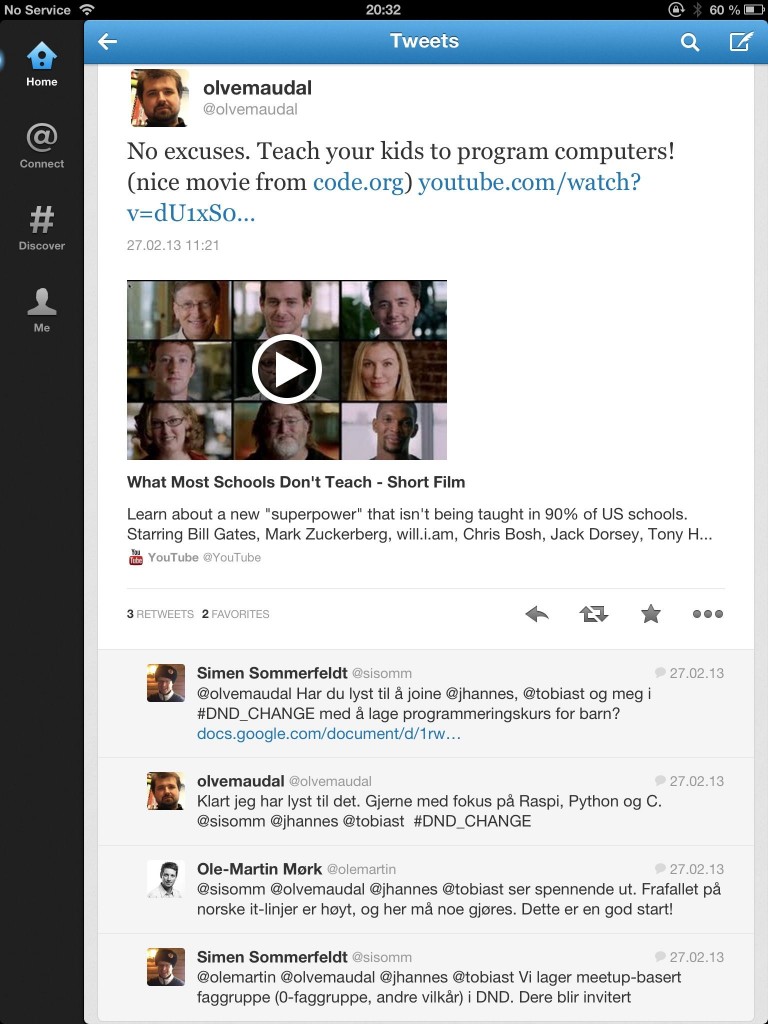 No Service 20:32 60 %
Tweets
Home
Connect
Discover
Me
olvemaudal
@olvemaudal
No excuses. Teach your kids to program computers!
(nice movie from code.org) youtube.com/watch?
v=dU1xS0...
27.02.13 11:21
What Most Schools Don't Teach - Short Film
Learn about a new "superpower" that isn't being taught in 90% of US schools.
Starring Bill Gates, Mark Zuckerberg, will.i.am, Chris Bosh, Jack Dorsey, Tony H...
You Tube YouTube @YouTube
3 RETWEETS 2 FAVORITES
Simen Sommerfeldt @sisomm 27.02.13
@olvemaudal Har du lyst til å joine @jhannes, @tobiast og meg i
#DND_CHANGE med å lage programmeringskurs for barn?
docs.google.com/document/d/1rw…
olvemaudal @olvemaudal 27.02.13
Klart jeg har lyst til det. Gjerne med fokus på Raspi, Python og C.
@sisomm @jhannes @tobiast #DND_CHANGE
Ole-Martin Mørk @olemartin 27.02.13
@sisomm @olvemaudal @jhannes @tobiast ser spennende ut. Frafallet på
norske it-linjer er høyt, og her må noe gjøres. Dette er en god start!
Simen Sommerfeldt @sisomm 27.02.13
@olemartin @olvemaudal @jhannes @tobiast Vi lager meetup-basert
faggruppe (0-faggruppe, andre vilkår) i DND. Dere blir invitert